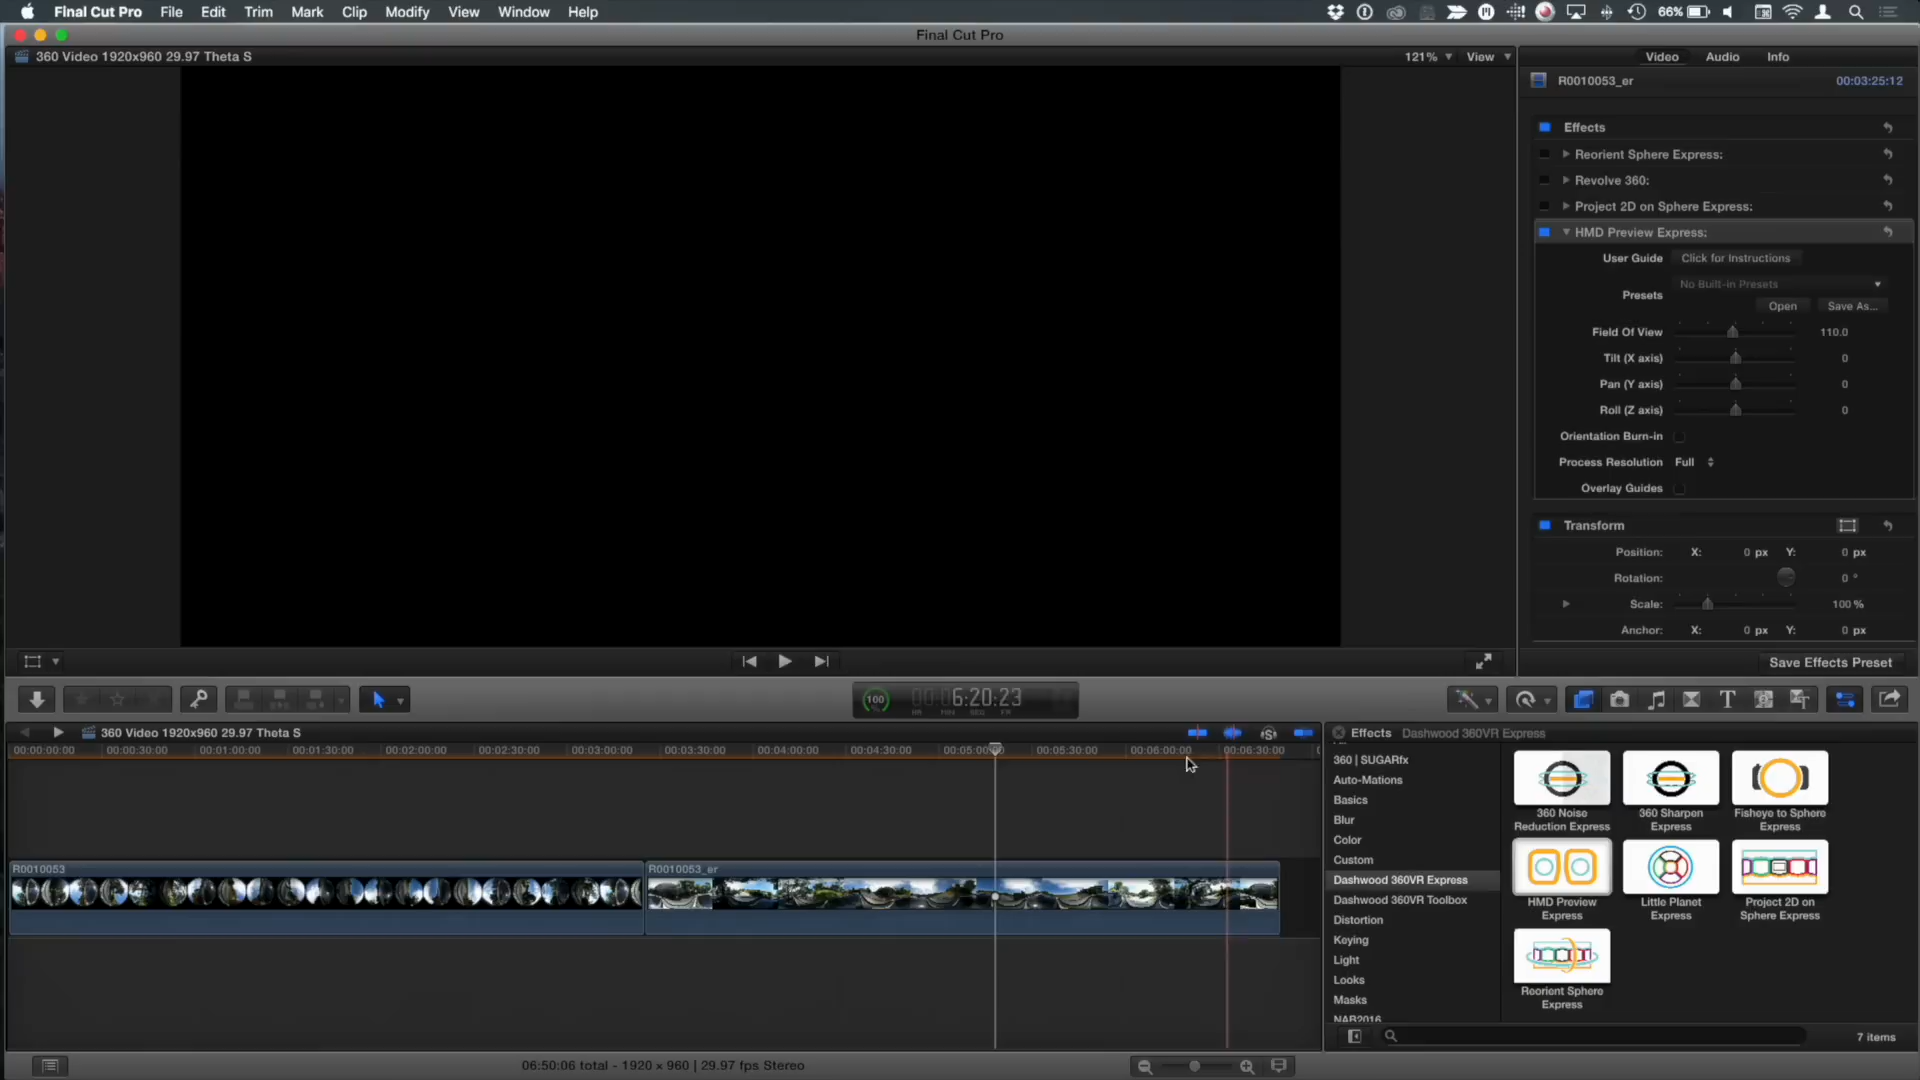 Final Cut Pro File Edit Trim Mark Clip Modify View Window Help 66%
Final Cut Pro
360 Video 1920x960 29.97 Theta S 121% View
Video Audio Info
R0010053_er 00:03:25:12
Effects
Reorient Sphere Express:
Revolve 360:
Project 2D on Sphere Express:
HMD Preview Express:
User Guide Click for Instructions
No Built-in Presets
Presets
Open Save As...
Field Of View 110.0
Tilt (X axis) 0
Pan (Y axis) 0
Roll (Z axis) 0
Orientation Burn-in
Process Resolution Full
Overlay Guides
Transform
Position: X: 0 px Y: 0 px
Rotation: 0 °
Scale: 100 %
Anchor: X: 0 px Y: 0 px
Save Effects Preset
100 00:0 6:20:23
HR MIN SEC FR
360 Video 1920x960 29.97 Theta S
00:00:00:00 00:00:30:00 00:01:00:00 00:01:30:00 00:02:00:00 00:02:30:00 00:03:00:00 00:03:30:00 00:04:00:00 00:04:30:00 00:05:00 00:05:30:00 00:06:00:00 00:06:30:00
R0010053
R0010053_er
Effects Dashwood 360VR Express
360 | SUGARfx
Auto-Mations
Basics
Blur
Color
Custom
Dashwood 360VR Express
Dashwood 360VR Toolbox
Distortion
Keying
Light
Looks
Masks
NAB2016
360 Noise
Reduction Express
360 Sharpen
Express
Fisheye to Sphere
Express
HMD Preview
Express
Little Planet
Express
Project 2D on
Sphere Express
Reorient Sphere
Express
7 items
06:50:06 total - 1920 x 960 | 29.97 fps Stereo